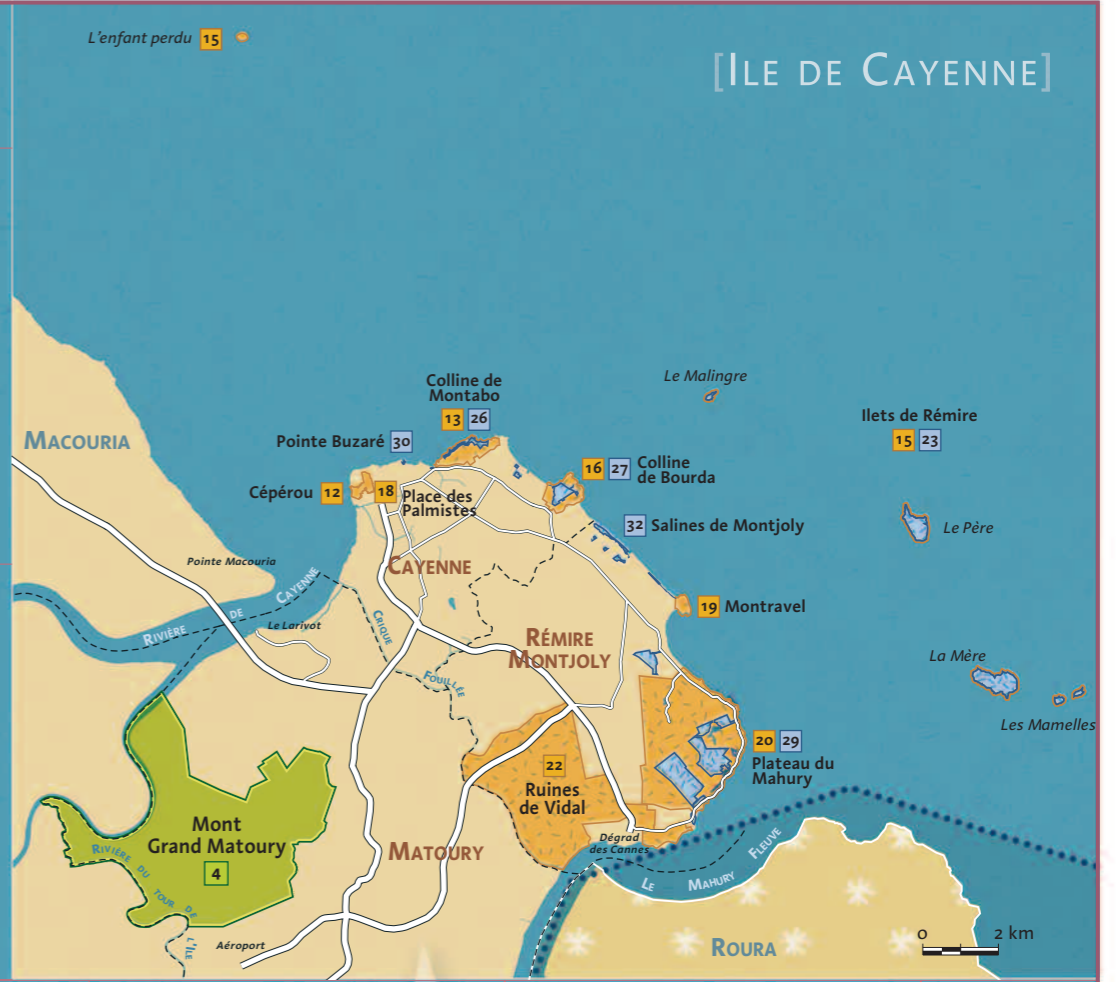 L'enfant perdu 15
[ILE DE CAYENNE]
Le Malingre
Colline de
Montabo
13 26
Ilets de Rémire
15 23
MACOURIA
Pointe Buzaré 30
16 27 Colline
de Bourda
Cépérou 12
18 Place des
Palmistes
32 Salines de Montjoly
Le Père
Pointe Macouria
CAYENNE
RIVIÈRE DE CAYENNE
Le Larivot
CRIQUE FOUILLÉE
19 Montravel
RÉMIRE
MONTJOLY
La Mère
Les Mamelles
20 29
Plateau du
Mahury
22
Ruines
de Vidal
Mont
Grand Matoury
4
RIVIÈRE DU TOUR DE L'ÎLE
MATOURY
Dégrad
des Cannes
LE MAHURY FLEUVE
Aéroport
ROURA
0 2 km